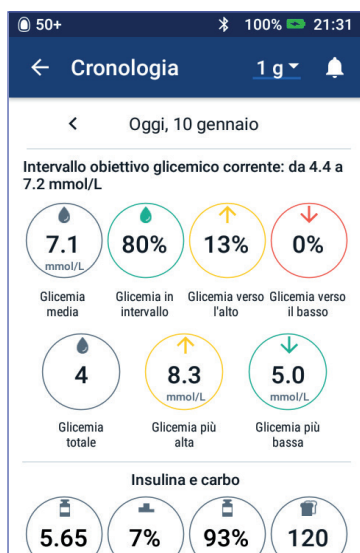 50+ 100% 21:31
Cronologia 1 g
Oggi, 10 gennaio
Intervallo obiettivo glicemico corrente: da 4.4 a
7.2 mmol/L
7.1 80% 13% 0%
mmol/L
Glicemia Glicemia in Glicemia verso Glicemia verso
media intervallo l'alto il basso
4 8.3 5.0
mmol/L mmol/L
Glicemia Glicemia più Glicemia più
totale alta bassa
Insulina e carbo
5.65 7% 93% 120